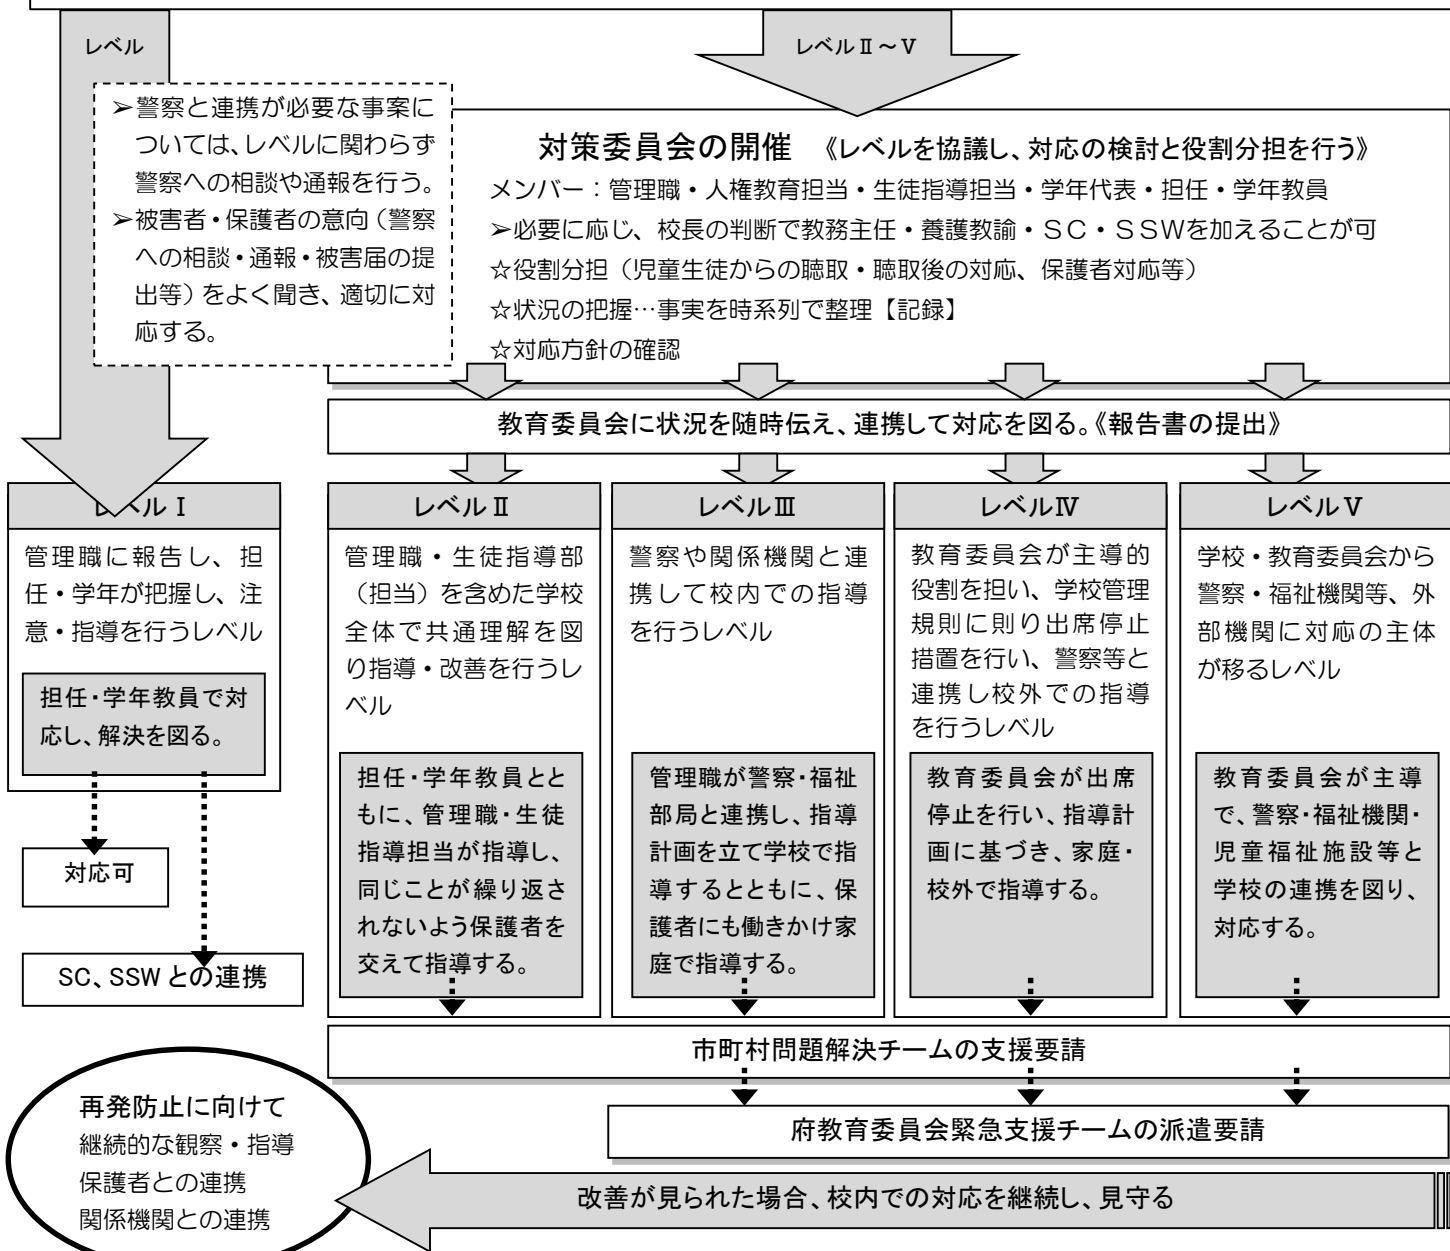 レベル
レベルⅡ～Ⅴ
➢警察と連携が必要な事案に
ついては、レベルに関わらず
警察への相談や通報を行う。
➢被害者・保護者の意向（警察
への相談・通報・被害届の提
出等）をよく聞き、適切に対
応する。
対策委員会の開催　《レベルを協議し、対応の検討と役割分担を行う》
メンバー：管理職・人権教育担当・生徒指導担当・学年代表・担任・学年教員
➢必要に応じ、校長の判断で教務主任・養護教諭・ＳＣ・ＳＳＷを加えることが可
☆役割分担（児童生徒からの聴取・聴取後の対応、保護者対応等）
☆状況の把握…事実を時系列で整理【記録】
☆対応方針の確認
教育委員会に状況を随時伝え、連携して対応を図る。《報告書の提出》
レベルⅠ
管理職に報告し、担
任・学年が把握し、注
意・指導を行うレベル
担任・学年教員で対
応し、解決を図る。
対応可
SC、SSWとの連携
レベルⅡ
管理職・生徒指導部
（担当）を含めた学校
全体で共通理解を図
り指導・改善を行うレ
ベル
担任・学年教員とと
もに、管理職・生徒
指導担当が指導し、
同じことが繰り返さ
れないよう保護者を
交えて指導する。
レベルⅢ
警察や関係機関と連
携して校内での指導
を行うレベル
管理職が警察・福祉
部局と連携し、指導
計画を立て学校で指
導するとともに、保
護者にも働きかけ家
庭で指導する。
レベルⅣ
教育委員会が主導的
役割を担い、学校管理
規則に則り出席停止
措置を行い、警察等と
連携し校外での指導
を行うレベル
教育委員会が出席
停止を行い、指導計
画に基づき、家庭・
校外で指導する。
レベルⅤ
学校・教育委員会から
警察・福祉機関等、外
部機関に対応の主体
が移るレベル
教育委員会が主導
で、警察・福祉機関・
児童福祉施設等と
学校の連携を図り、
対応する。
市町村問題解決チームの支援要請
府教育委員会緊急支援チームの派遣要請
改善が見られた場合、校内での対応を継続し、見守る
再発防止に向けて
継続的な観察・指導
保護者との連携
関係機関との連携